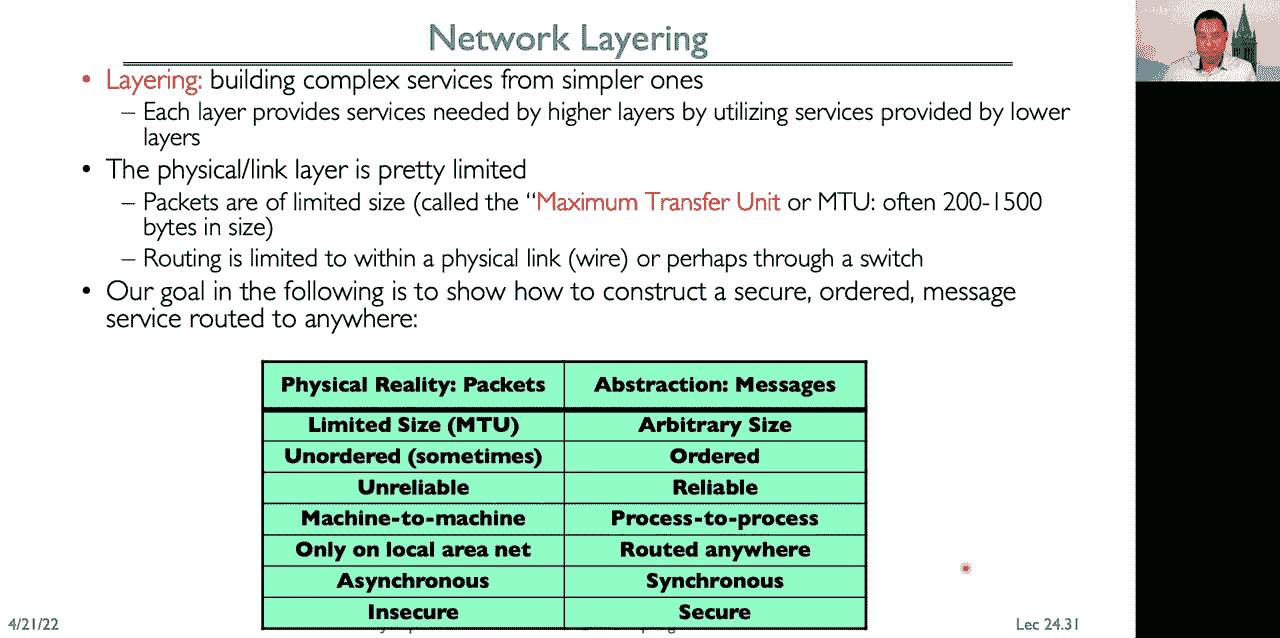 Network Layering
• Layering: building complex services from simpler ones
– Each layer provides services needed by higher layers by utilizing services provided by lower
layers
• The physical/link layer is pretty limited
– Packets are of limited size (called the “Maximum Transfer Unit or MTU: often 200-1500
bytes in size)
– Routing is limited to within a physical link (wire) or perhaps through a switch
• Our goal in the following is to show how to construct a secure, ordered, message
service routed to anywhere:
Physical Reality: Packets Abstraction: Messages
Limited Size (MTU) Arbitrary Size
Unordered (sometimes) Ordered
Unreliable Reliable
Machine-to-machine Process-to-process
Only on local area net Routed anywhere
Asynchronous Synchronous
Insecure Secure
4/21/22 Lec 24.31